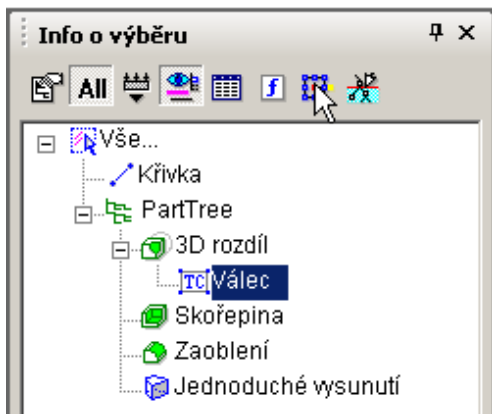 Info o výběru
All f
Vše...
Křivka
PartTree
3D rozdíl
TC Válec
Skořepina
Zaoblení
Jednoduché vysunutí